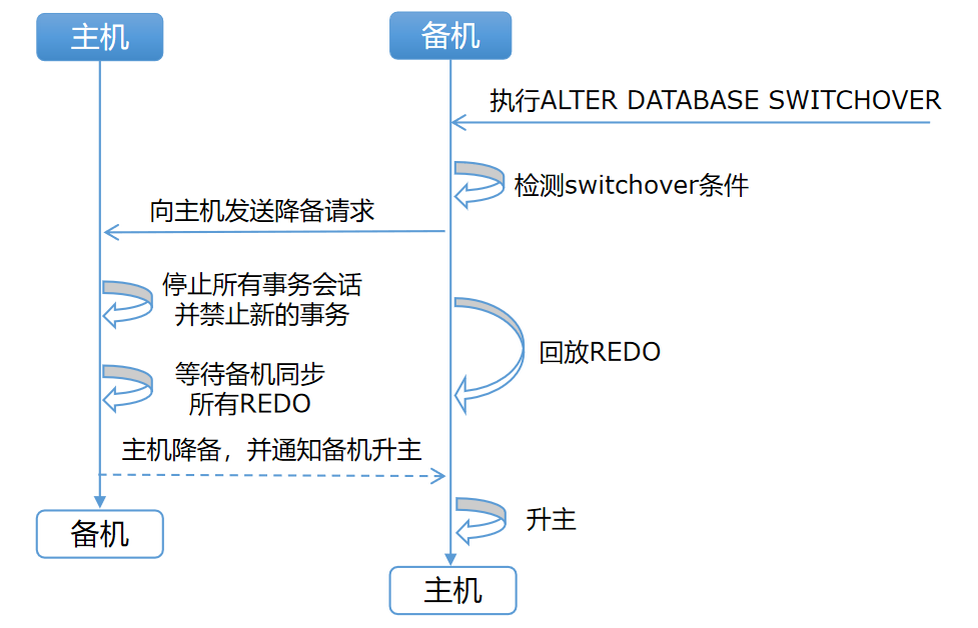 主机
备机
执行ALTER DATABASE SWITCHOVER
检测switchover条件
向主机发送降备请求
停止所有事务会话
并禁止新的事务
回放REDO
等待备机同步
所有REDO
主机降备，并通知备机升主
升主
备机
主机